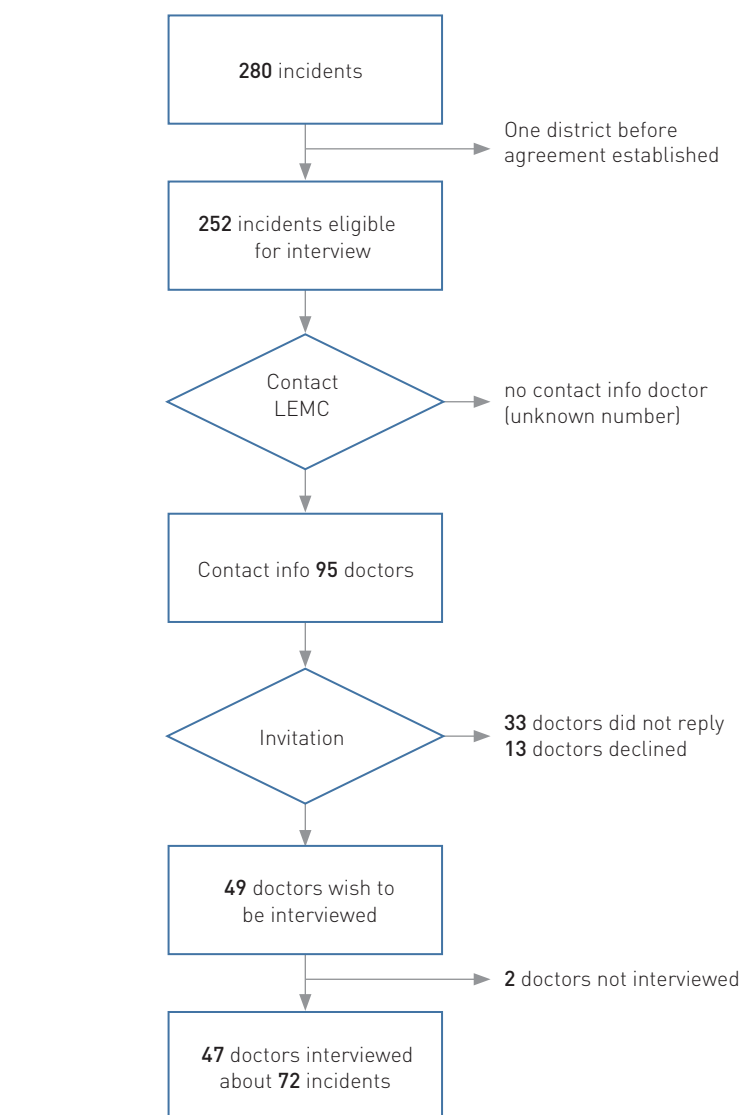 280 incidents
One district before
agreement established
252 incidents eligible
for interview
Contact
LEMC
no contact info doctor
(unknown number)
Contact info 95 doctors
Invitation
33 doctors did not reply
13 doctors declined
49 doctors wish to
be interviewed
2 doctors not interviewed
47 doctors interviewed
about 72 incidents